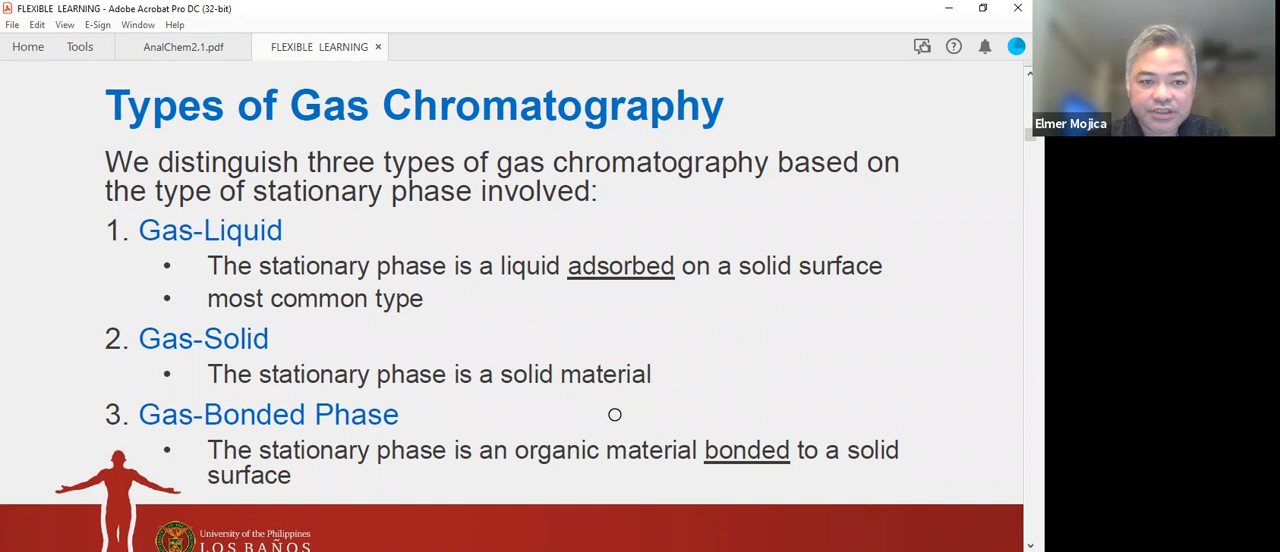 FLEXIBLE LEARNING - Adobe Acrobat Pro DC (32-bit)
File Edit View E-Sign Window Help
Home Tools AnalChem2.1.pdf FLEXIBLE LEARNING ×
Types of Gas Chromatography
We distinguish three types of gas chromatography based on
the type of stationary phase involved:
1. Gas-Liquid
• The stationary phase is a liquid adsorbed on a solid surface
• most common type
2. Gas-Solid
• The stationary phase is a solid material
3. Gas-Bonded Phase
• The stationary phase is an organic material bonded to a solid
surface
University of the Philippines
LOS BAÑOS
Elmer Mojica